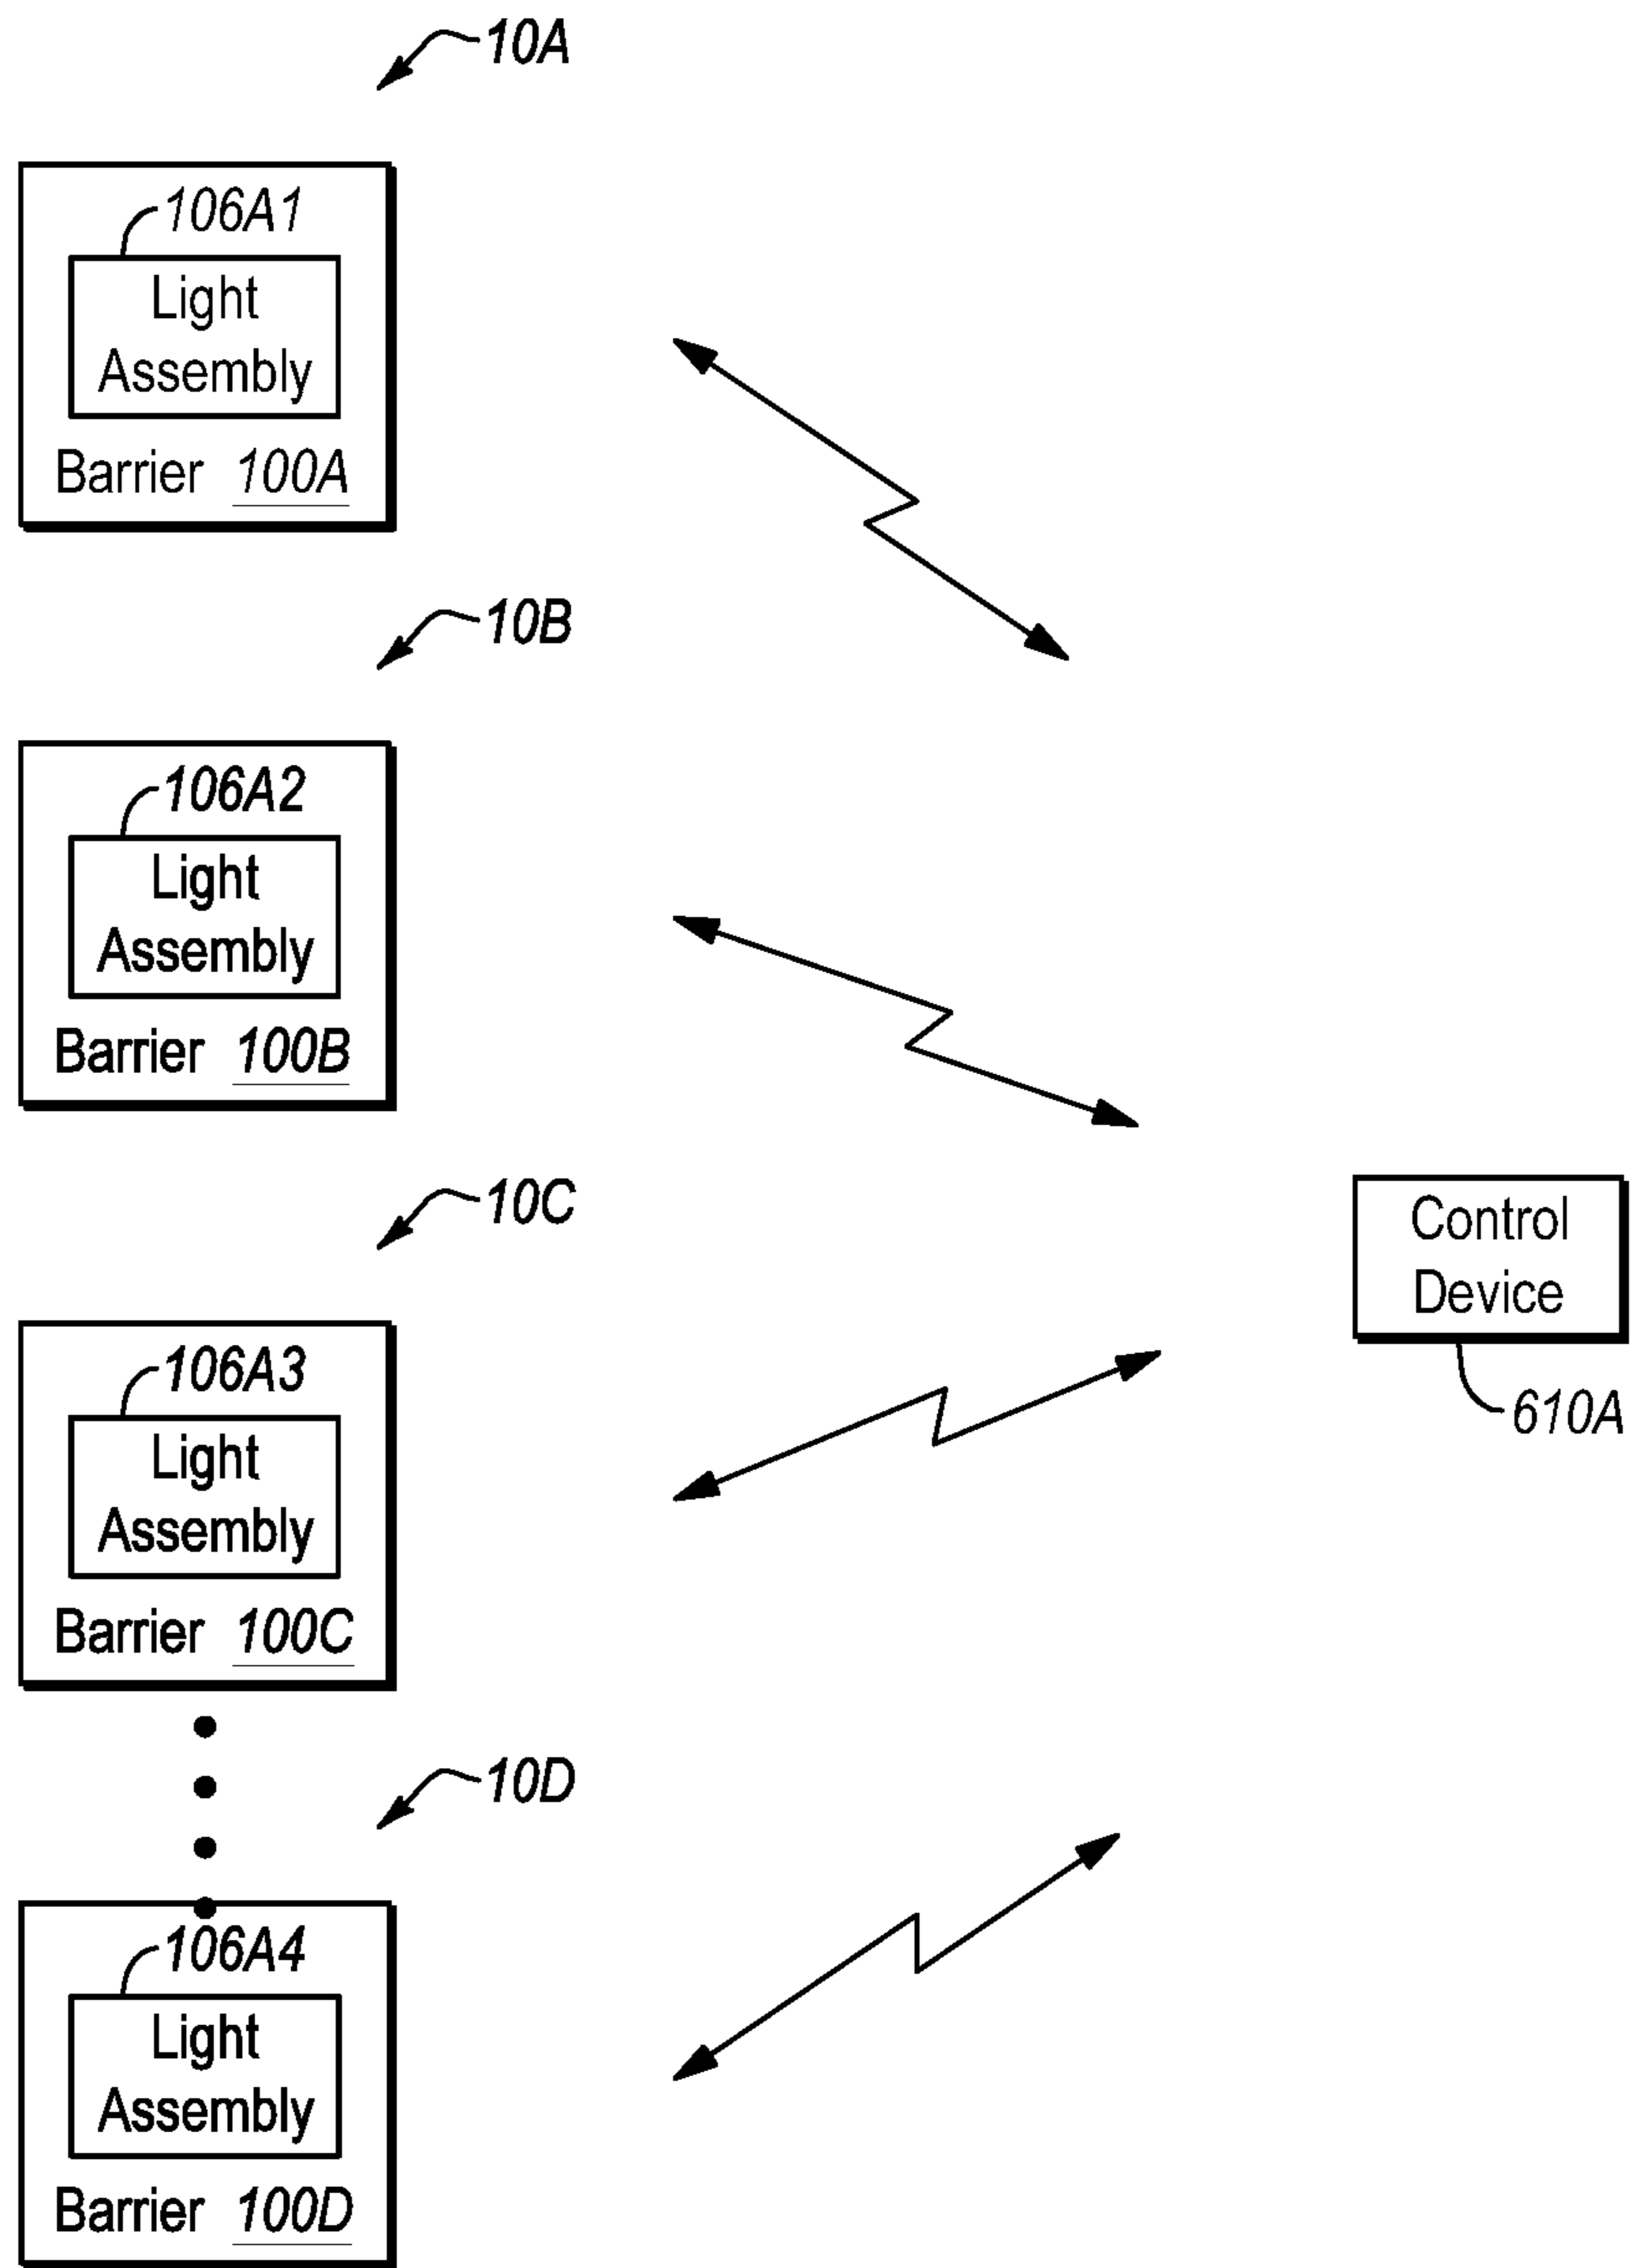 10A
106A1
Light
Assembly
Barrier 100A
10B
106A2
Light
Assembly
Barrier 100B
10C
Control
Device
106A3
610A
Light
Assembly
Barrier 100C
10D
106A4
Light
Assembly
Barrier 100D